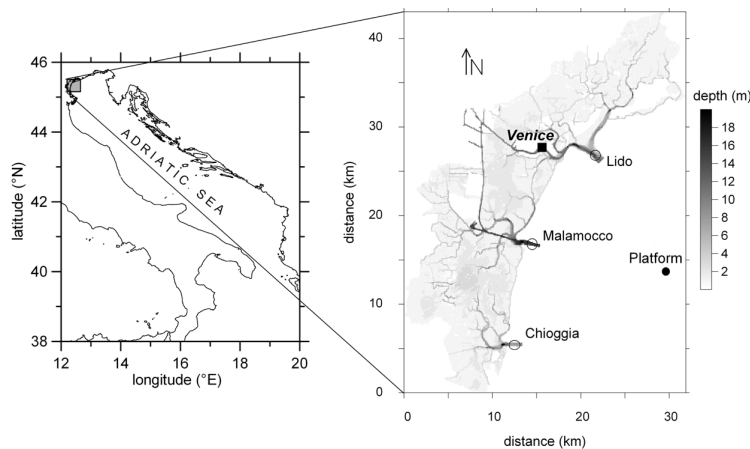 46
44
42
40
38
12
14
16
18
20
latitude (°N)
longitude (°E)
ADRIATIC SEA
40
30
20
10
0
0
10
20
30
distance (km)
distance (km)
N
Venice
Lido
Malamocco
Platform
Chioggia
depth (m)
18
16
14
12
10
8
6
4
2